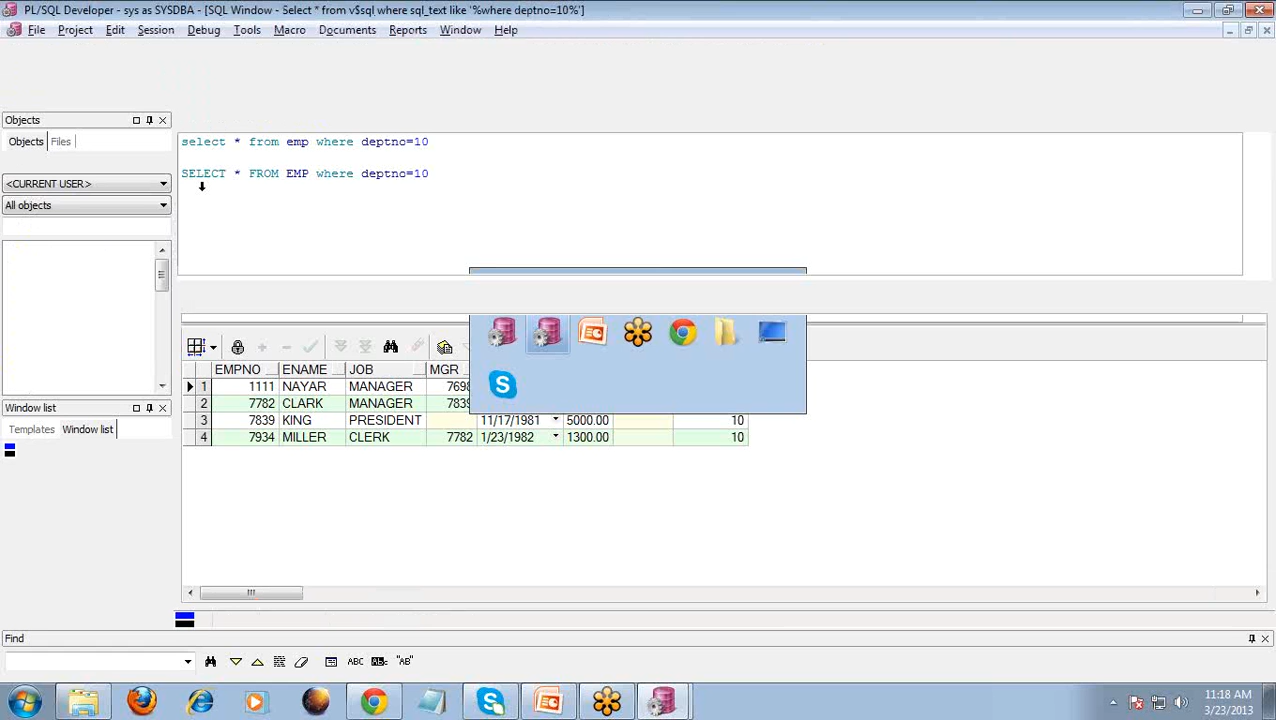 PL/SQL Developer - sys as SYSDBA - [SQL Window - Select * from v$sql where sql_text like '%where deptno=10%']
File Project Edit Session Debug Tools Macro Documents Reports Window Help
Objects
Objects Files
<CURRENT USER>
All objects
select * from emp where deptno=10
SELECT * FROM EMP where deptno=10
EMPNO ENAME JOB MGR
1 1111 NAYAR MANAGER 7698
2 7782 CLARK MANAGER 7839
3 7839 KING PRESIDENT 11/17/1981 5000.00 10
4 7934 MILLER CLERK 7782 1/23/1982 1300.00 10
Window list
Templates Window list
Find
ABC Abc "AB"
11:18 AM
3/23/2013